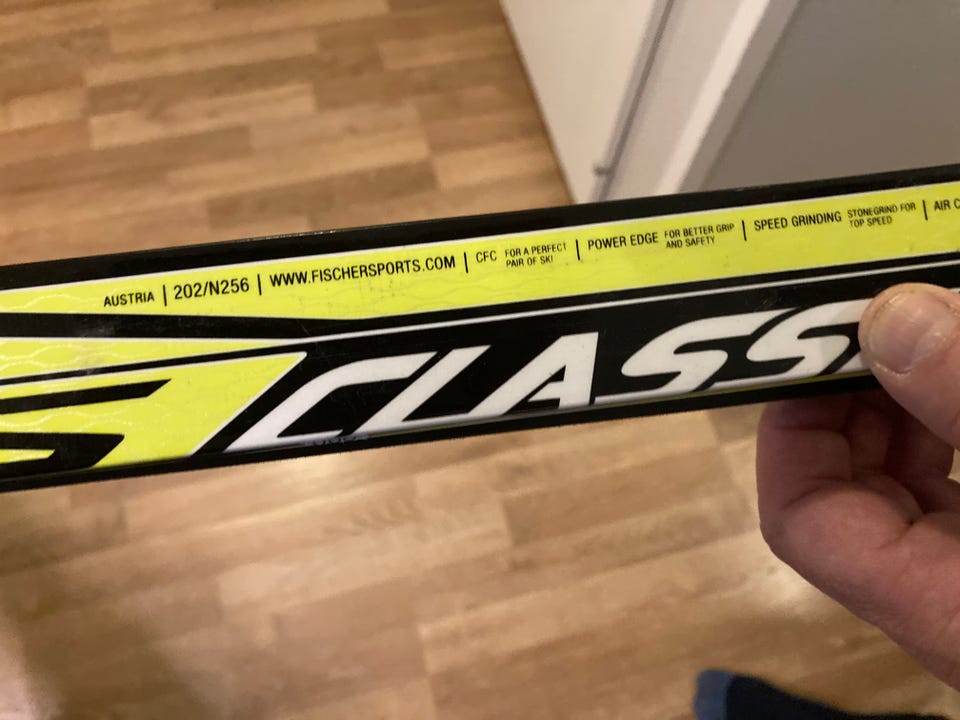 AUSTRIA | 202/N256 | WWW.FISCHERSPORTS.COM | CFC FOR A PERFECT PAIR OF SKI | POWER EDGE FOR BETTER GRIP AND SAFETY | SPEED GRINDING STONEGRIND FOR TOP SPEED | AIR
CLASS